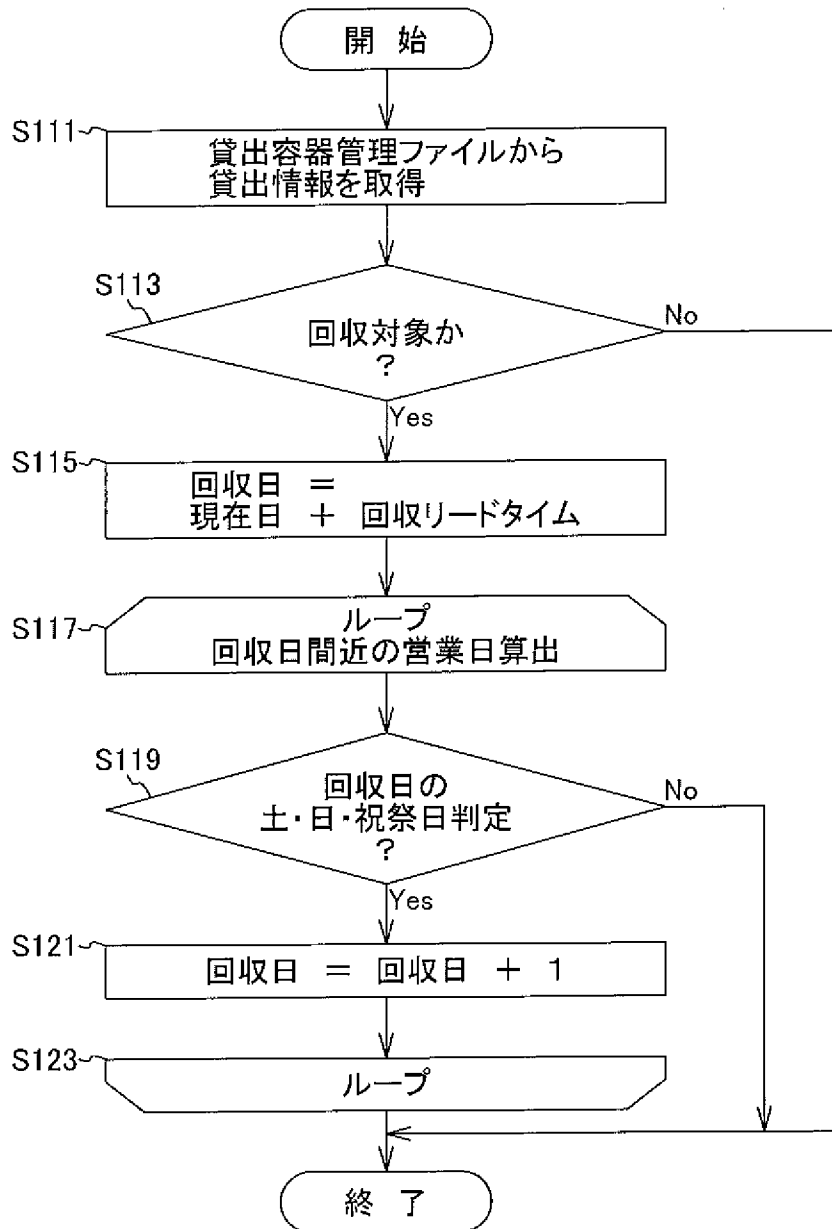 開 始
S111
貸出容器管理ファイルから
貸出情報を取得
S113
回収対象か
?
No
Yes
S115
回収日 =
現在日 + 回収リードタイム
S117
ループ
回収日間近の営業日算出
S119
回収日の
土・日・祝祭日判定
?
No
Yes
S121
回収日 = 回収日 + 1
S123
ループ
終 了